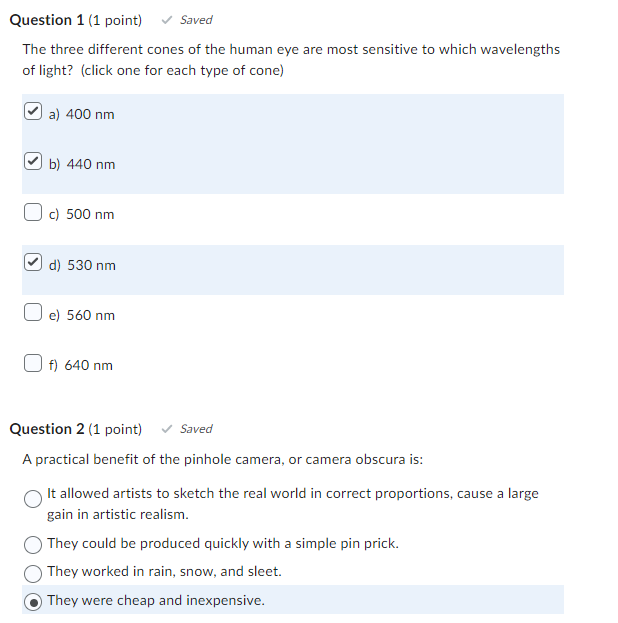 Question 1 (1 point) Saved
The three different cones of the human eye are most sensitive to which wavelengths
of light? (click one for each type of cone)
a) 400 nm
b) 440 nm
c) 500 nm
d) 530 nm
e) 560 nm
f) 640 nm
Question 2 (1 point) Saved
A practical benefit of the pinhole camera, or camera obscura is:
It allowed artists to sketch the real world in correct proportions, cause a large
gain in artistic realism.
They could be produced quickly with a simple pin prick.
They worked in rain, snow, and sleet.
They were cheap and inexpensive.